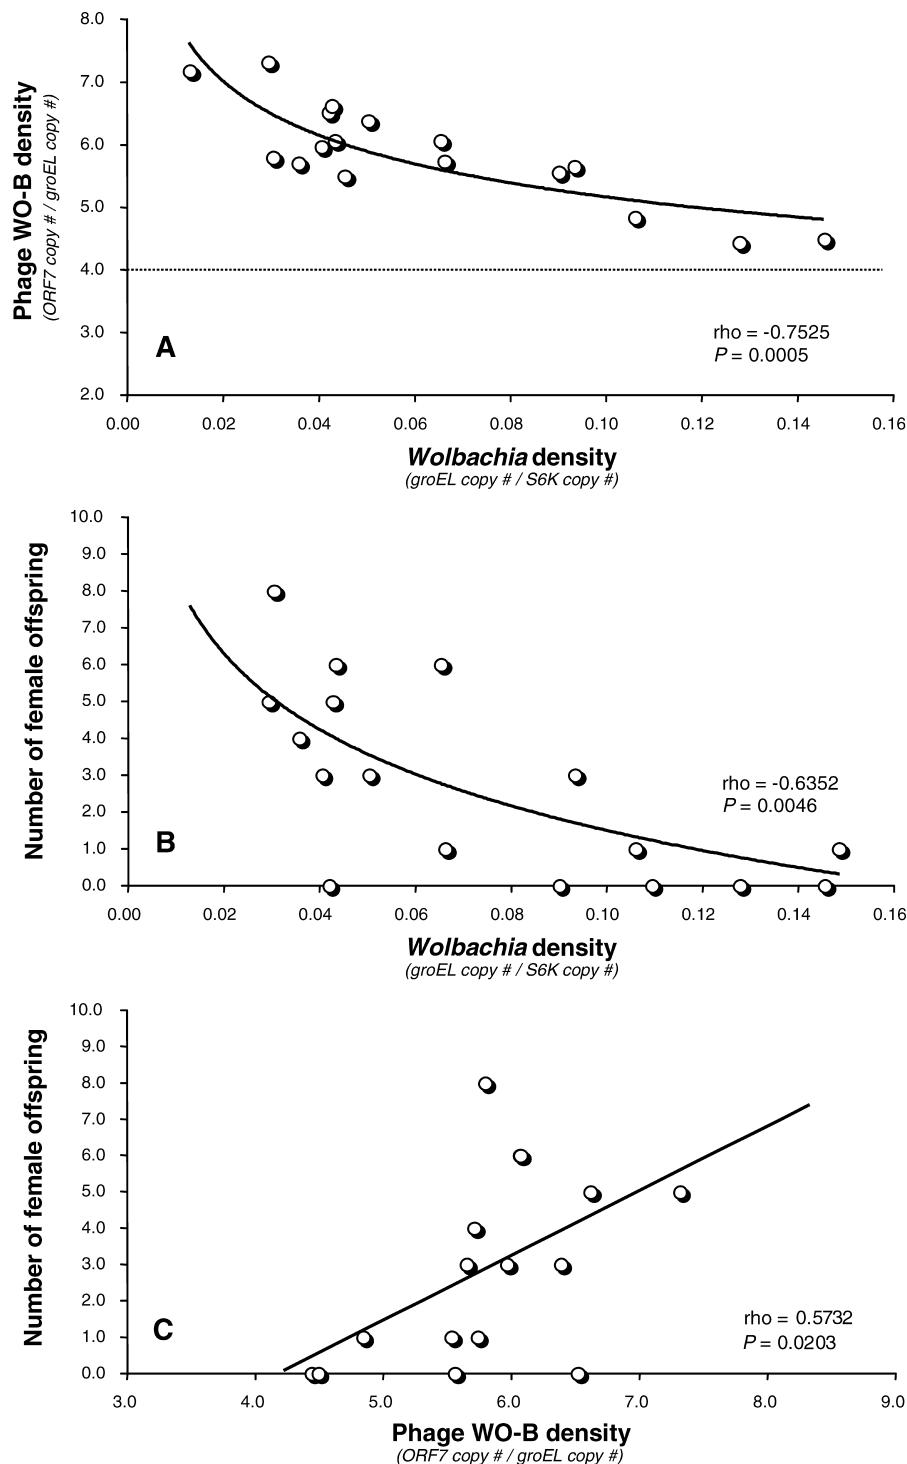 8.0
7.0
6.0
5.0
4.0
3.0
2.0
Phage WO-B density
(ORF7 copy # / groEL copy #)
A
rho = -0.7525
P = 0.0005
0.00 0.02 0.04 0.06 0.08 0.10 0.12 0.14 0.16
Wolbachia density
(groEL copy # / S6K copy #)
10.0
9.0
8.0
7.0
6.0
5.0
4.0
3.0
2.0
1.0
0.0
Number of female offspring
B
rho = -0.6352
P = 0.0046
0.00 0.02 0.04 0.06 0.08 0.10 0.12 0.14 0.16
Wolbachia density
(groEL copy # / S6K copy #)
10.0
9.0
8.0
7.0
6.0
5.0
4.0
3.0
2.0
1.0
0.0
Number of female offspring
C
rho = 0.5732
P = 0.0203
3.0 4.0 5.0 6.0 7.0 8.0 9.0
Phage WO-B density
(ORF7 copy # / groEL copy #)